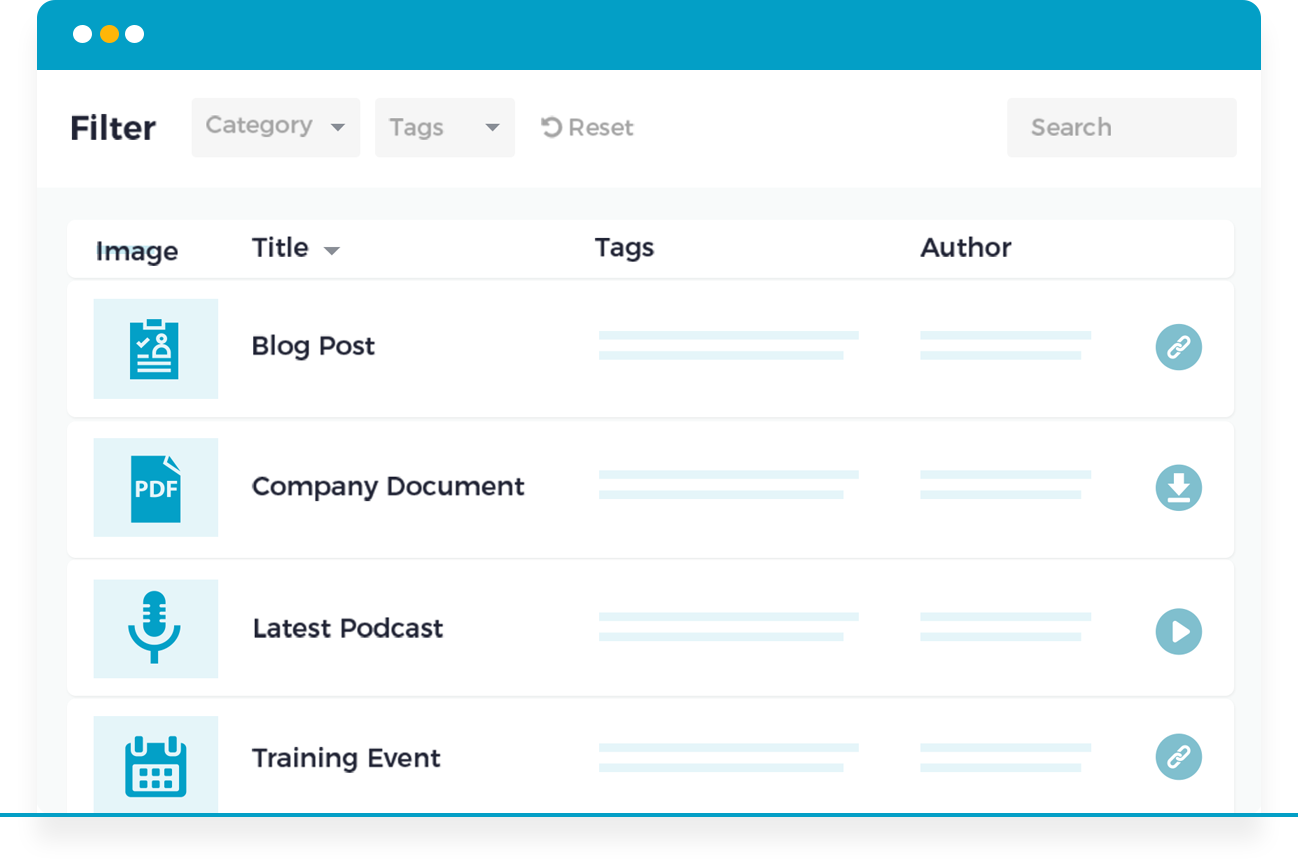 Filter Category Tags Reset Search
Image Title Tags Author
Blog Post
PDF Company Document
Latest Podcast
Training Event